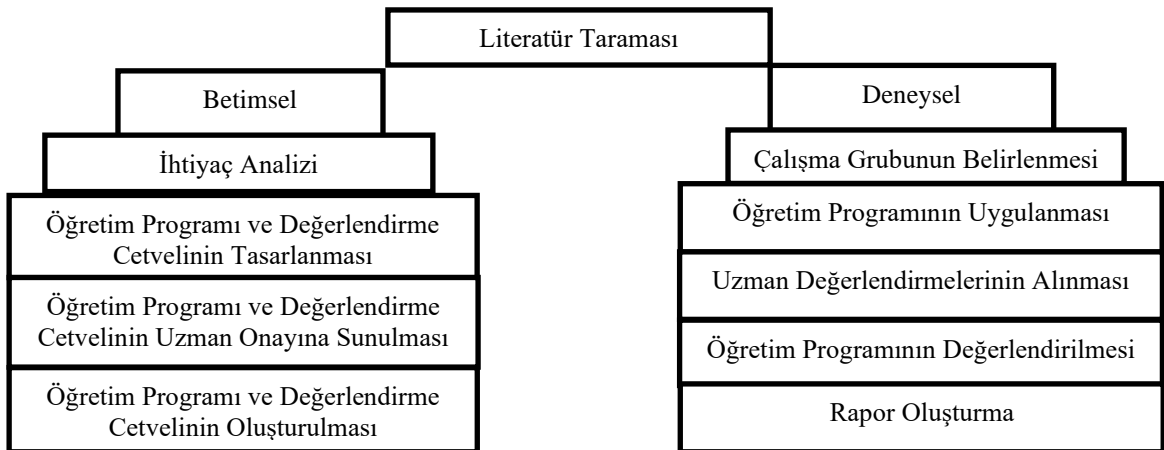 Literatür Taraması
Betimsel
İhtiyaç Analizi
Öğretim Programı ve Değerlendirme
Cetvelinin Tasarlanması
Öğretim Programı ve Değerlendirme
Cetvelinin Uzman Onayına Sunulması
Öğretim Programı ve Değerlendirme
Cetvelinin Oluşturulması
Deneysel
Çalışma Grubunun Belirlenmesi
Öğretim Programının Uygulanması
Uzman Değerlendirmelerinin Alınması
Öğretim Programının Değerlendirilmesi
Rapor Oluşturma